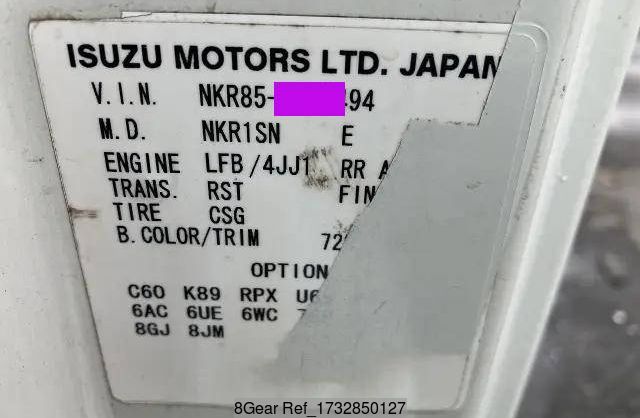 ISUZU MOTORS LTD. JAPAN
V.I.N. NKR85- 494
M.D. NKR1SN E
ENGINE LFB /4JJ1 RR A
TRANS. RST FIN
TIRE CSG
B.COLOR/TRIM 72
OPTION
C60 K89 RPX U6
6AC 6UE 6WC
8GJ 8JM
8Gear Ref_1732850127